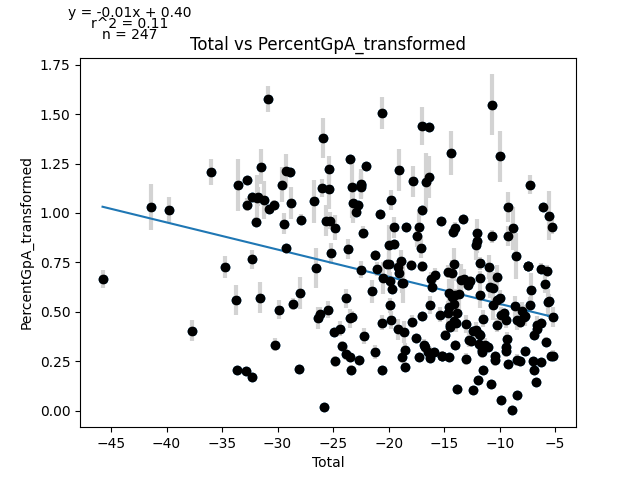 y = -0.01x + 0.40
r^2 = 0.11
n = 247
Total vs PercentGpA_transformed
1.75
1.50
1.25
1.00
0.75
0.50
0.25
0.00
PercentGpA_transformed
−45 −40 −35 −30 −25 −20 −15 −10 −5
Total